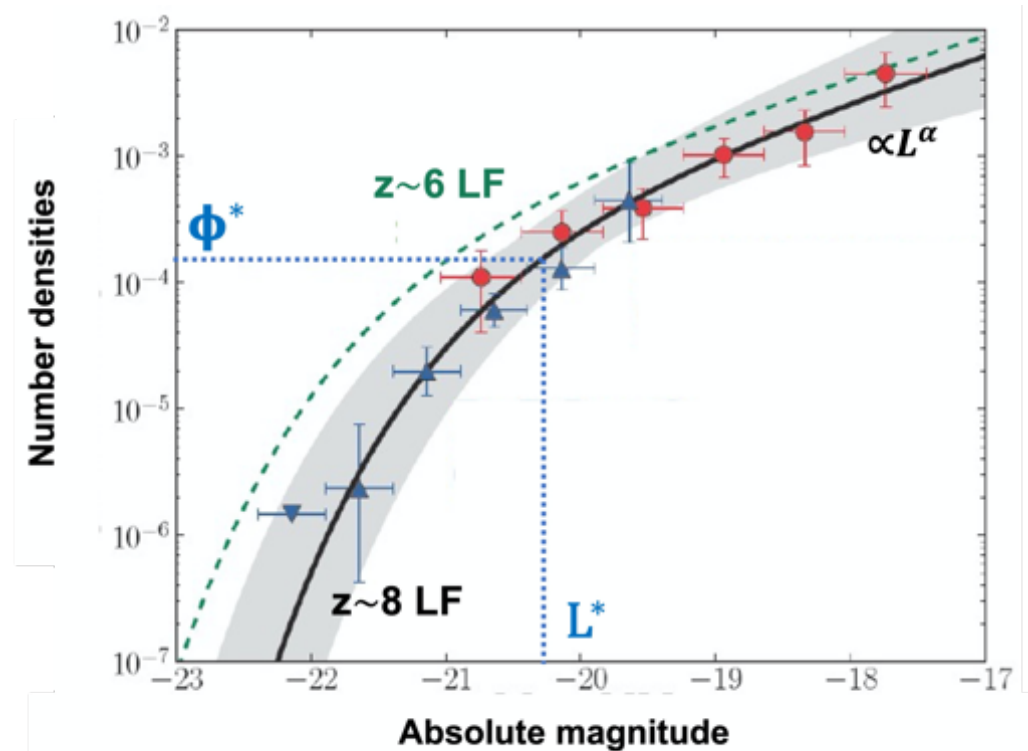 10⁻²
10⁻³
10⁻⁴
10⁻⁵
10⁻⁶
10⁻⁷
Number densities
z~6 LF
ϕ*
∝L^α
z~8 LF
L*
−23 −22 −21 −20 −19 −18 −17
Absolute magnitude